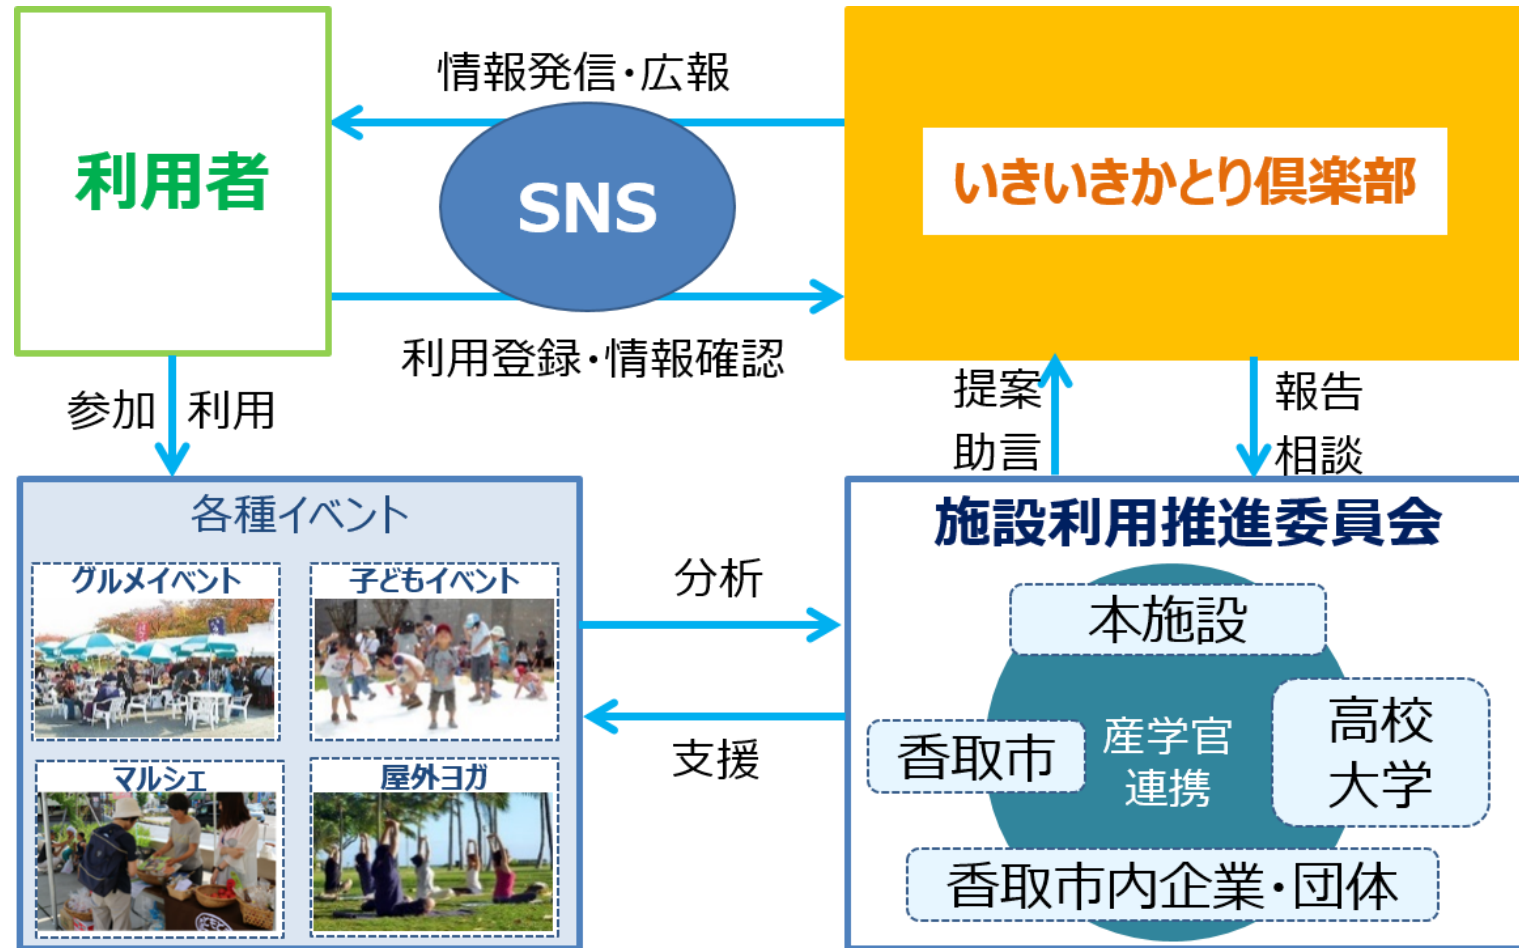 情報発信・広報
利用者
SNS
いきいきかとり倶楽部
利用登録・情報確認
参加
利用
提案
助言
報告
相談
各種イベント
グルメイベント
子どもイベント
マルシェ
屋外ヨガ
分析
支援
施設利用推進委員会
本施設
香取市
産学官
連携
高校
大学
香取市内企業・団体